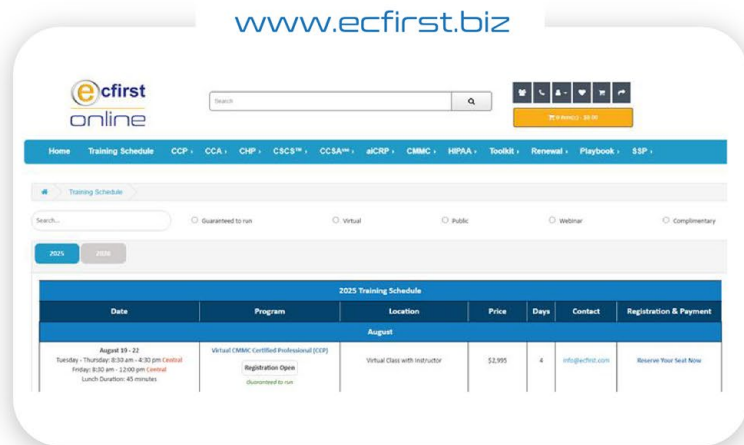 www.ecfirst.biz
ecfirst
online
Search
0 item(s) - $0.00
Home Training Schedule CCP CCA CHP CSCS™ CCSA℠ aiCRP CMMC HIPAA Toolkit Renewal Playbook SSP
Training Schedule
Search... Guaranteed to run Virtual Public Webinar Complimentary
2025 2026
2025 Training Schedule
Date Program Location Price Days Contact Registration & Payment
August
August 19 - 22
Tuesday - Thursday: 8:30 am - 4:30 pm Central
Friday: 8:30 am - 12:00 pm Central
Lunch Duration: 45 minutes
Virtual CMMC Certified Professional (CCP)
Registration Open
Guaranteed to run
Virtual Class with Instructor
$2,995
4
info@ecfirst.com
Reserve Your Seat Now